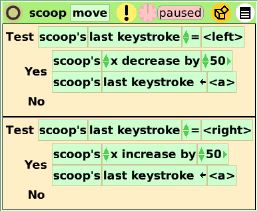 scoop move ! paused
Test scoop's last keystroke = <left>
Yes scoop's x decrease by 50
scoop's last keystroke ← <a>
No
Test scoop's last keystroke = <right>
Yes scoop's x increase by 50
scoop's last keystroke ← <a>
No